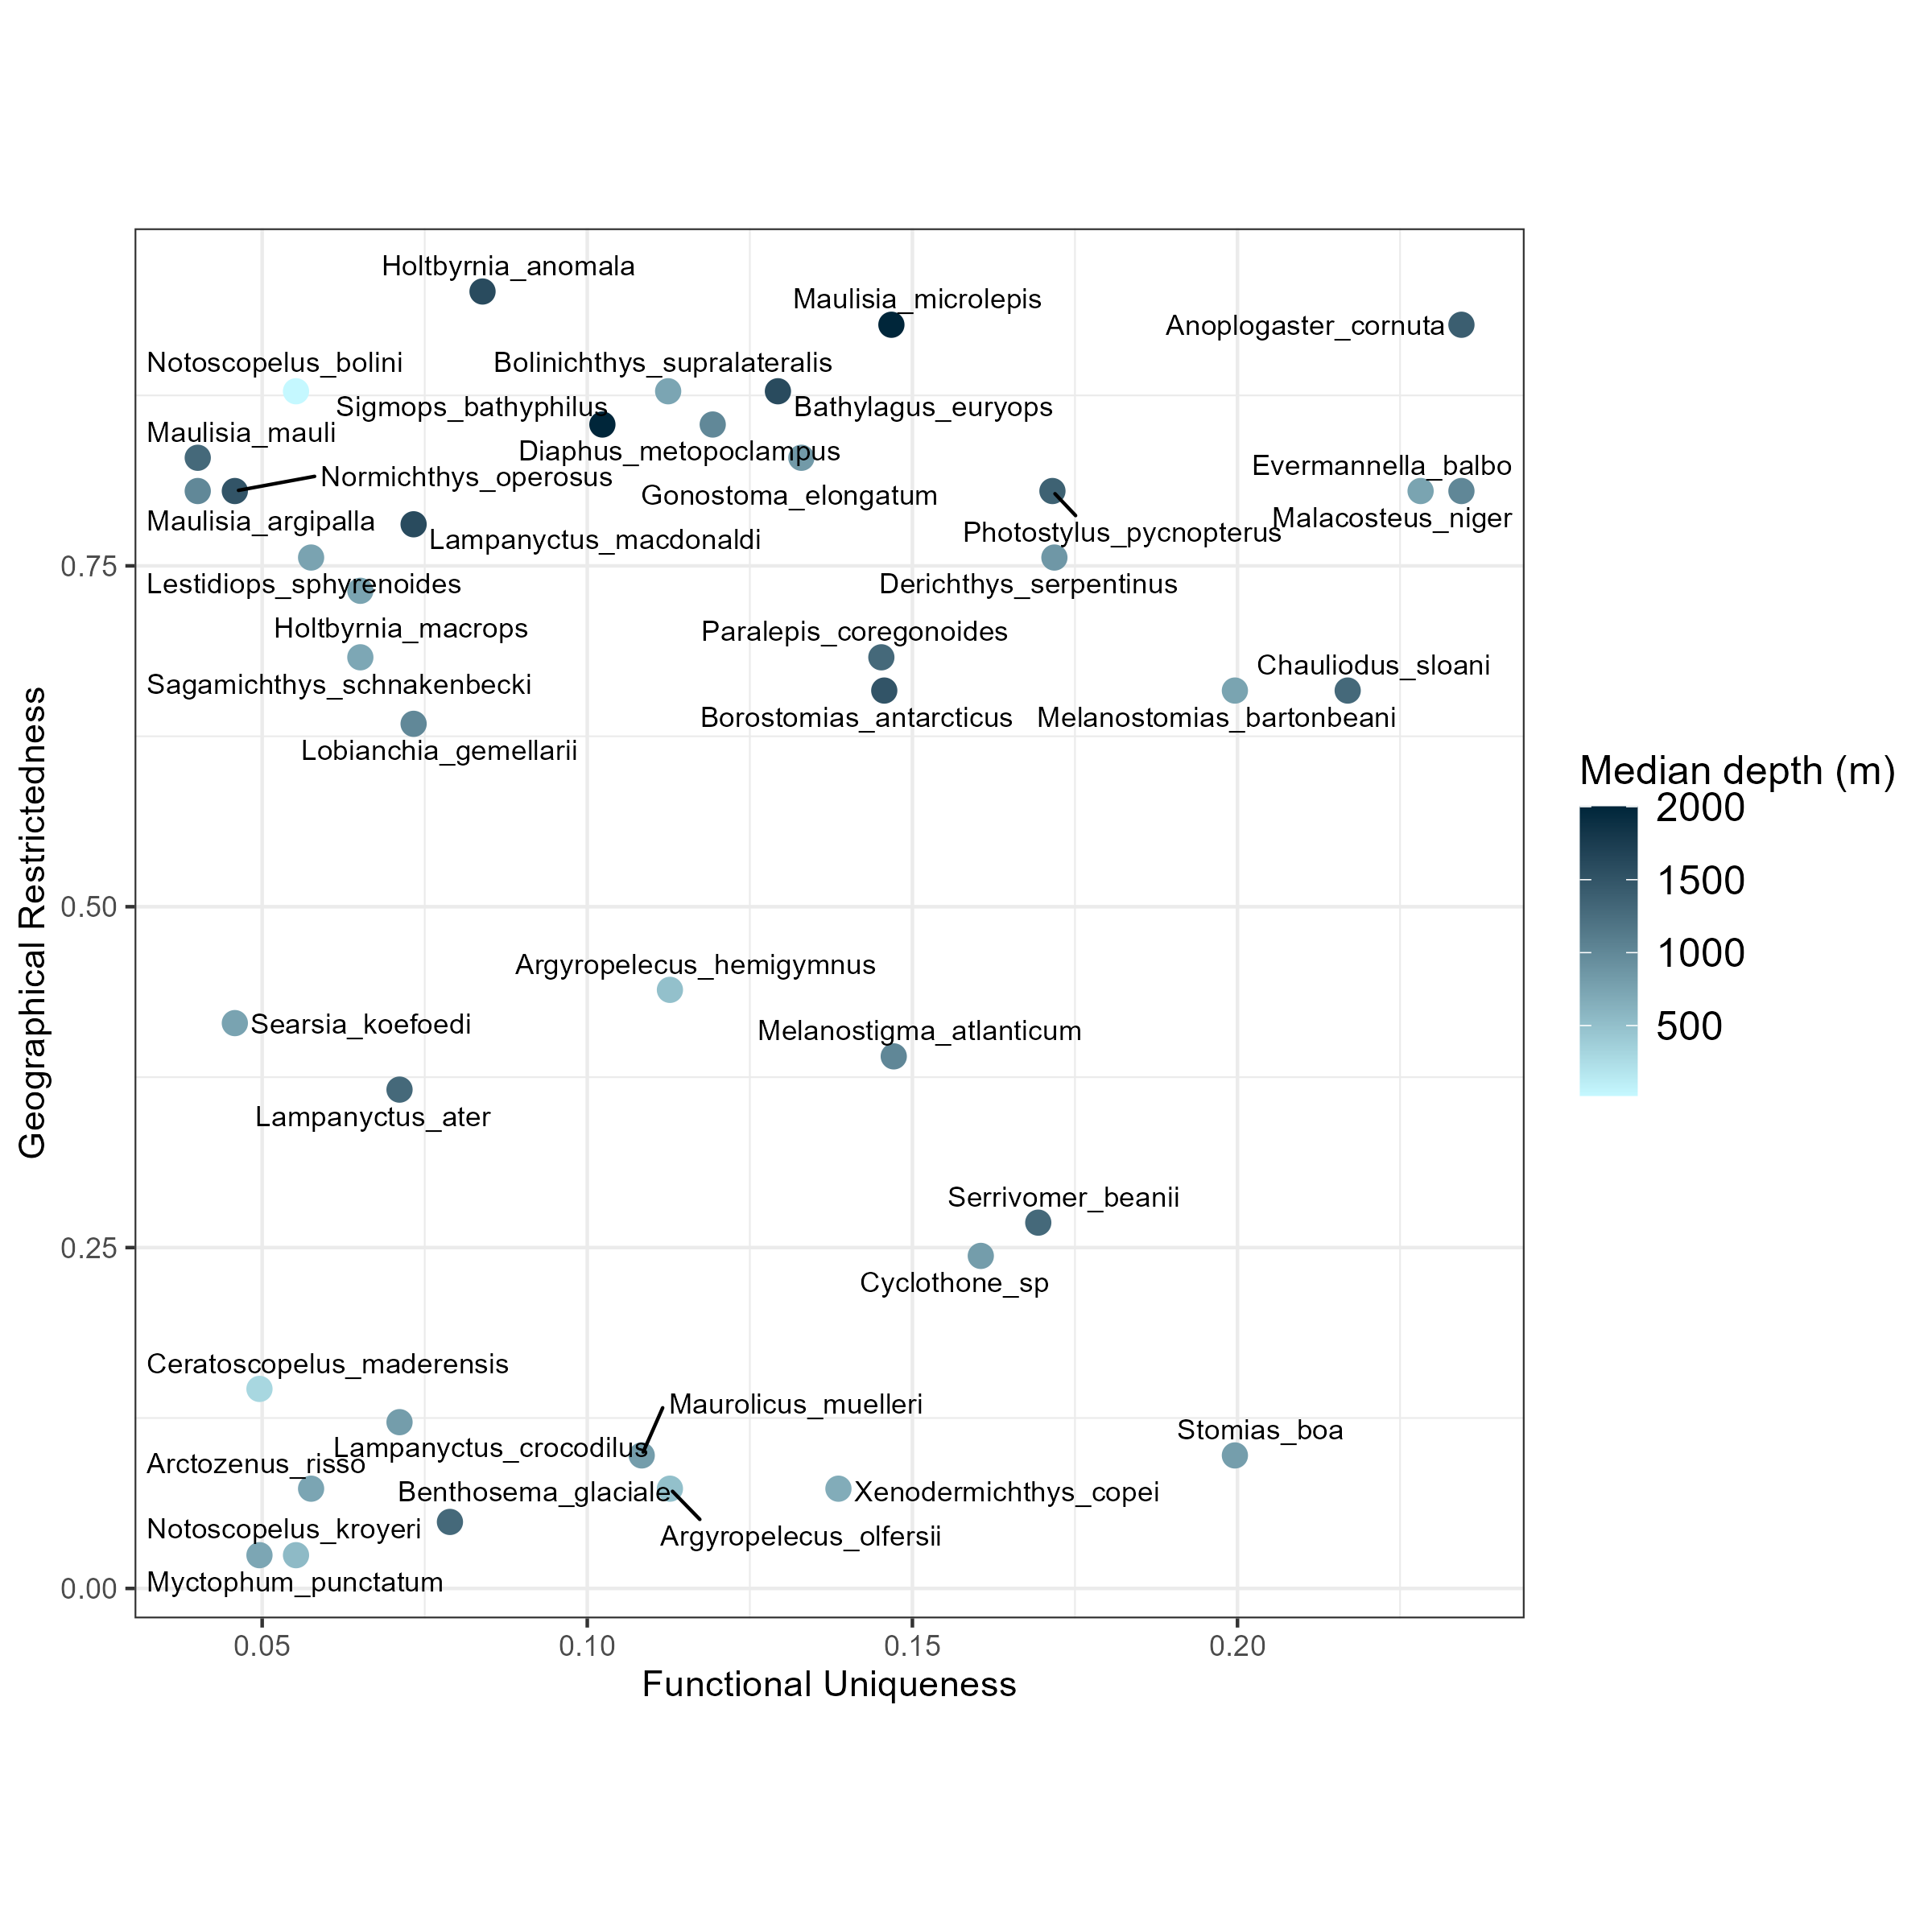 Holtbyrnia_anomala
Maulisia_microlepis
Anoplogaster_cornuta
Notoscopelus_bolini
Bolinichthys_supralateralis
Sigmops_bathyphilus
Bathylagus_euryops
Maulisia_mauli
Diaphus_metopoclampus
Normichthys_operosus
Evermannella_balbo
Gonostoma_elongatum
Maulisia_argipalla
Malacosteus_niger
Lampanyctus_macdonaldi
Photostylus_pycnopterus
0.75
Lestidiops_sphyrenoides
Derichthys_serpentinus
Holtbyrnia_macrops
Paralepis_coregonoides
Chauliodus_sloani
Sagamichthys_schnakenbecki
Borostomias_antarcticus
Melanostomias_bartonbeani
Lobianchia_gemellarii
Geographical Restrictedness
Median depth (m)
2000
1500
1000
500
0.50
Argyropelecus_hemigymnus
Searsia_koefoedi
Melanostigma_atlanticum
Lampanyctus_ater
Serrivomer_beanii
0.25
Cyclothone_sp
Ceratoscopelus_maderensis
Maurolicus_muelleri
Stomias_boa
Lampanyctus_crocodilus
Arctozenus_risso
Benthosema_glaciale
Xenodermichthys_copei
Notoscopelus_kroyeri
Argyropelecus_olfersii
Myctophum_punctatum
0.00
0.05
0.10
0.15
0.20
Functional Uniqueness